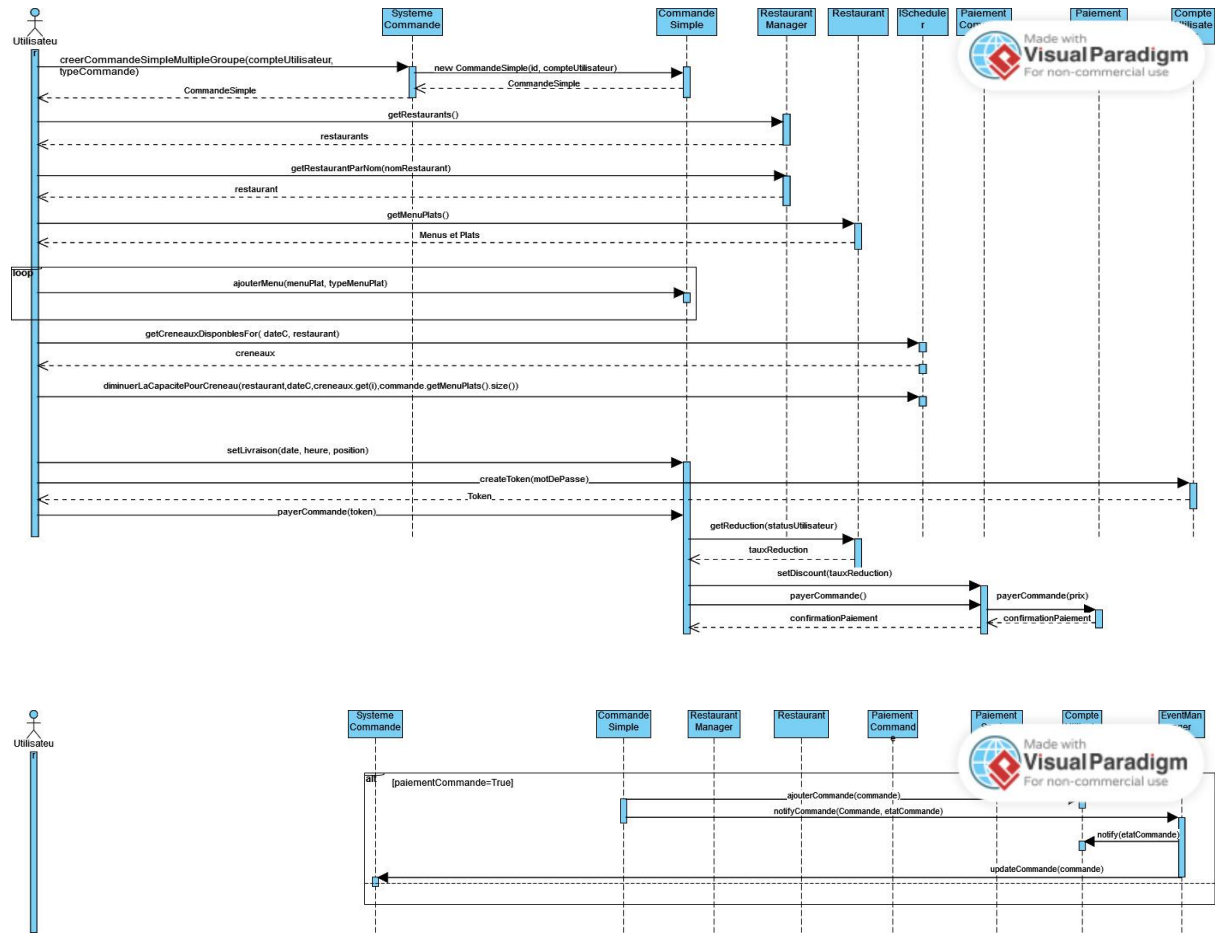 Utilisateu
r
Systeme
Commande
Commande
Simple
Restaurant
Manager
Restaurant
IScheduler
r
Paiement
Paiement
Compte
Made with
Visual Paradigm
For non-commercial use
creerCommandeSimpleMultipleGroupe(compteUtilisateur,
typeCommande)
new CommandeSimple(id, compteUtilisateur)
CommandeSimple
CommandeSimple
getRestaurants()
restaurants
getRestaurantParNom(nomRestaurant)
restaurant
getMenuPlats()
Menus et Plats
loop
ajouterMenu(menuPlat, typeMenuPlat)
getCreneauxDisponblesFor( dateC, restaurant)
creneaux
diminuerLaCapacitePourCreneau(restaurant,dateC,creneaux.get(i),commande.getMenuPlats().size())
setLivraison(date, heure, position)
createToken(motDePasse)
Token
payerCommande(token)
getReduction(statusUtilisateur)
tauxReduction
setDiscount(tauxReduction)
payerCommande()
payerCommande(prix)
confirmationPaiement
confirmationPaiement
Utilisateu
r
Systeme
Commande
Commande
Simple
Restaurant
Manager
Restaurant
Paiement
Command
e
Paiement
Compte
EventMan
Made with
Visual Paradigm
For non-commercial use
alt
[paiementCommande=True]
ajouterCommande(commande)
notifyCommande(Commande, etatCommande)
notify(etatCommande)
updateCommande(commande)